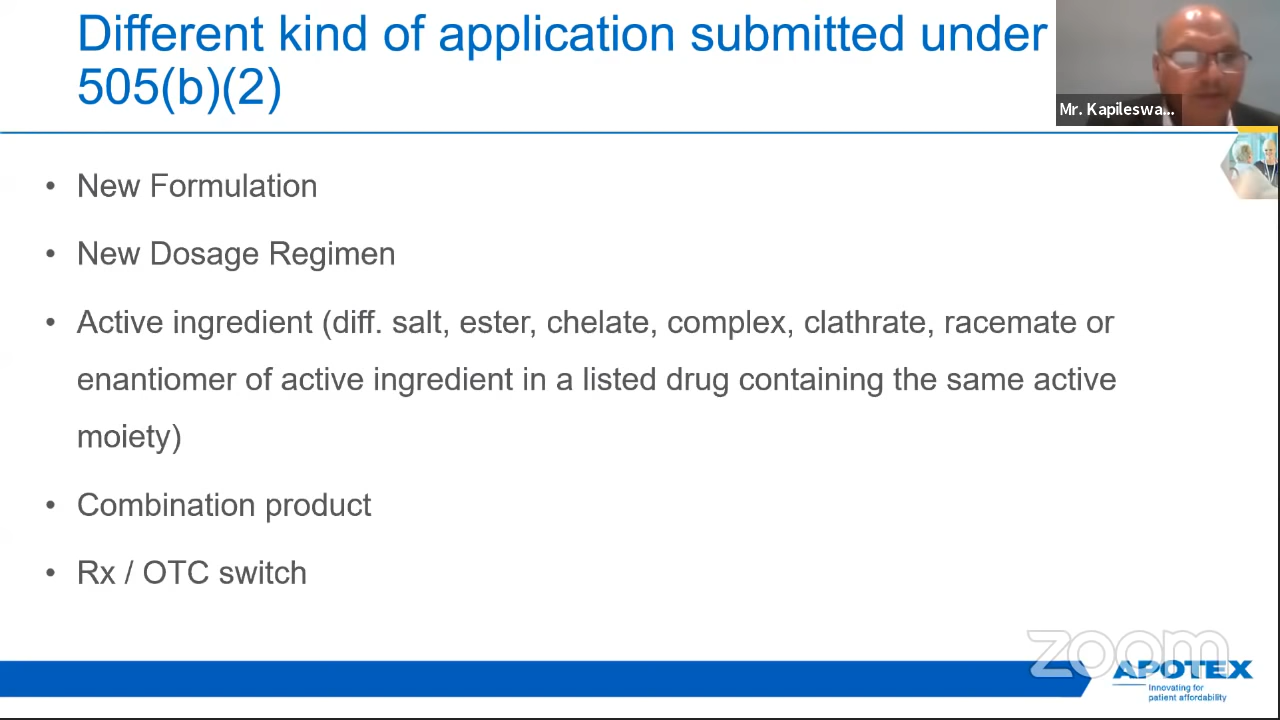 Different kind of application submitted under
505(b)(2)
Mr. Kapileswa...
• New Formulation
• New Dosage Regimen
• Active ingredient (diff. salt, ester, chelate, complex, clathrate, racemate or
enantiomer of active ingredient in a listed drug containing the same active
moiety)
• Combination product
• Rx / OTC switch
zoom
APOTEX
Innovating for
patient affordability